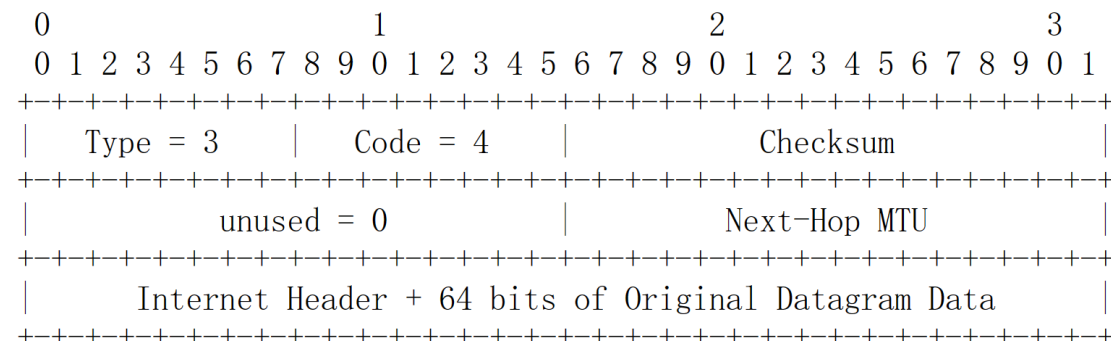 0                   1                   2                   3
0 1 2 3 4 5 6 7 8 9 0 1 2 3 4 5 6 7 8 9 0 1 2 3 4 5 6 7 8 9 0 1
+-+-+-+-+-+-+-+-+-+-+-+-+-+-+-+-+-+-+-+-+-+-+-+-+-+-+-+-+-+-+-+-+
|   Type = 3    |   Code = 4    |           Checksum            |
+-+-+-+-+-+-+-+-+-+-+-+-+-+-+-+-+-+-+-+-+-+-+-+-+-+-+-+-+-+-+-+-+
|           unused = 0          |         Next-Hop MTU          |
+-+-+-+-+-+-+-+-+-+-+-+-+-+-+-+-+-+-+-+-+-+-+-+-+-+-+-+-+-+-+-+-+
|      Internet Header + 64 bits of Original Datagram Data      |
+-+-+-+-+-+-+-+-+-+-+-+-+-+-+-+-+-+-+-+-+-+-+-+-+-+-+-+-+-+-+-+-+